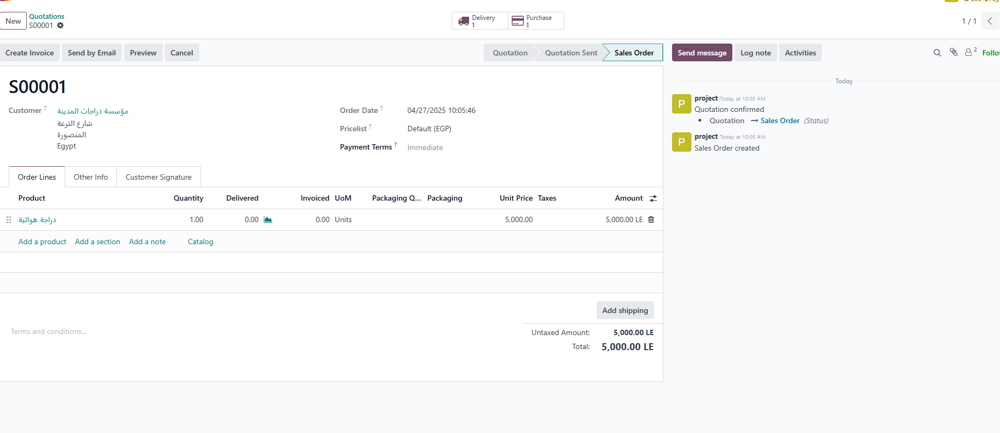 New
Quotations
S00001
Delivery
1
Purchase
1
1 / 1
Create Invoice
Send by Email
Preview
Cancel
Quotation
Quotation Sent
Sales Order
Send message
Log note
Activities
2
S00001
Customer ?
مؤسسة دراجات المدينة
شارع الترعة
المنصورة
Egypt
Order Date ?
04/27/2025 10:05:46
Pricelist ?
Default (EGP)
Payment Terms ?
Immediate
Order Lines
Other Info
Customer Signature
Product Quantity Delivered Invoiced UoM Packaging Q... Packaging Unit Price Taxes Amount
دراجة هوائية 1.00 0.00 0.00 Units 5,000.00 5,000.00 LE
Add a product Add a section Add a note Catalog
Add shipping
Terms and conditions...
Untaxed Amount: 5,000.00 LE
Total: 5,000.00 LE
Today
P
project Today at 10:05 AM
Quotation confirmed
• Quotation → Sales Order (Status)
P
project Today at 10:05 AM
Sales Order created